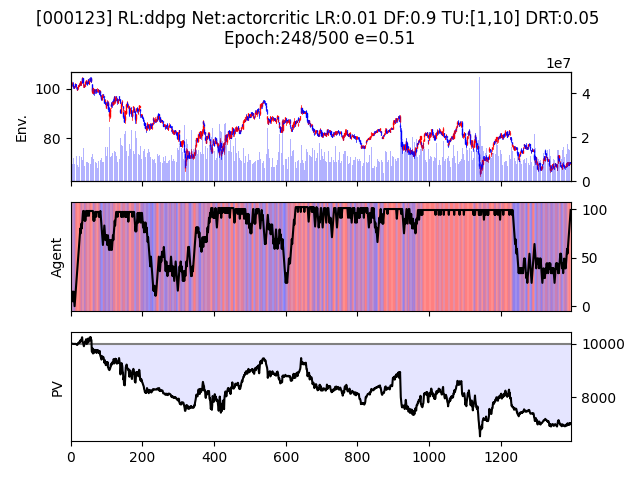 [000123] RL:ddpg Net:actorcritic LR:0.01 DF:0.9 TU:[1,10] DRT:0.05
Epoch:248/500 e=0.51
1e7
Env.
100
80
4
2
0
Agent
100
50
0
PV
10000
8000
0
200
400
600
800
1000
1200